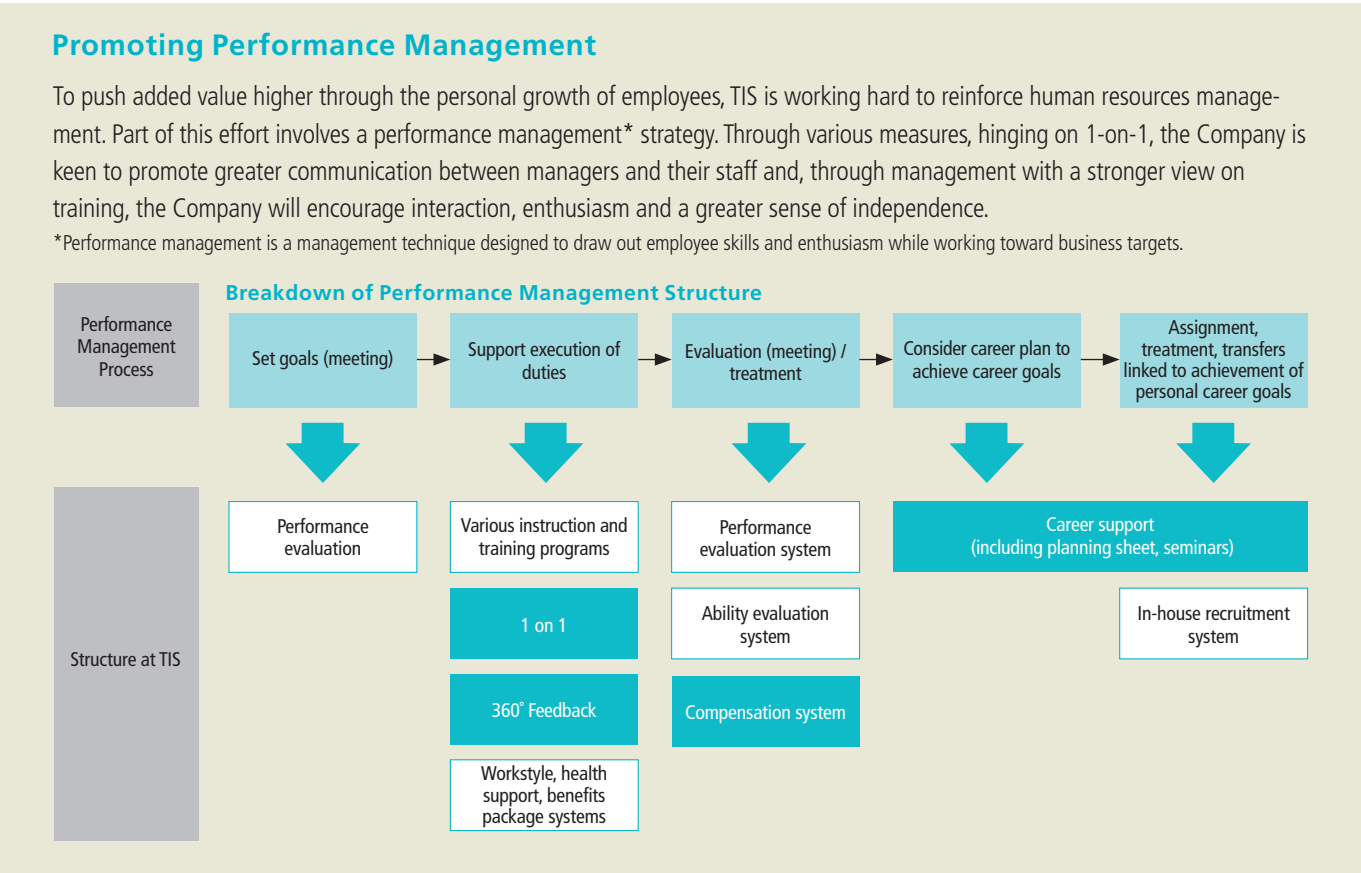 Promoting Performance Management
To push added value higher through the personal growth of employees, TIS is working hard to reinforce human resources manage-
ment. Part of this effort involves a performance management* strategy. Through various measures, hinging on 1-on-1, the Company is
keen to promote greater communication between managers and their staff and, through management with a stronger view on
training, the Company will encourage interaction, enthusiasm and a greater sense of independence.
*Performance management is a management technique designed to draw out employee skills and enthusiasm while working toward business targets.
Breakdown of Performance Management Structure
Performance
Management
Process
Set goals (meeting)
Support execution of
duties
Evaluation (meeting) /
treatment
Consider career plan to
achieve career goals
Assignment,
treatment, transfers
linked to achievement of
personal career goals
Structure at TIS
Performance
evaluation
Various instruction and
training programs
1 on 1
360° Feedback
Workstyle, health
support, benefits
package systems
Performance
evaluation system
Ability evaluation
system
Compensation system
Career support
(including planning sheet, seminars)
In-house recruitment
system